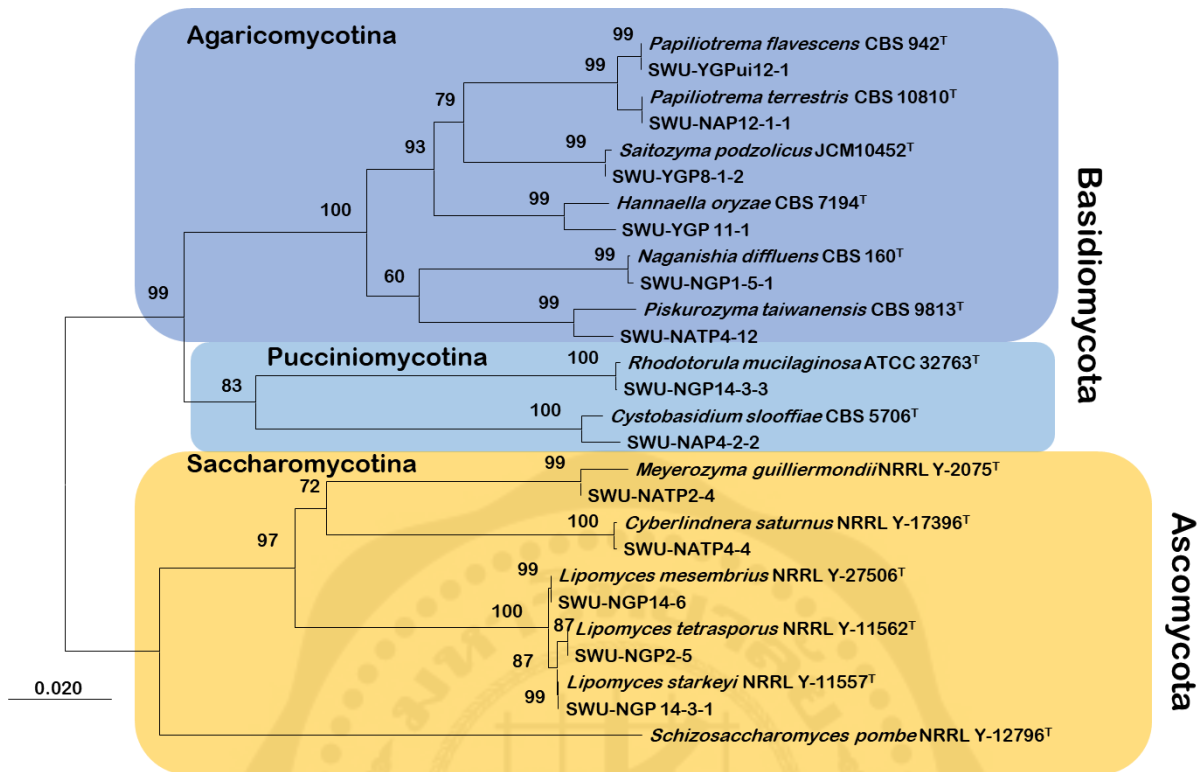 Agaricomycotina
99
Papiliotrema flavescens CBS 942ᵀ
99
SWU-YGPui12-1
Papiliotrema terrestris CBS 10810ᵀ
79
SWU-NAP12-1-1
93
99
Saitozyma podzolicus JCM10452ᵀ
SWU-YGP8-1-2
100
99
Hannaella oryzae CBS 7194ᵀ
SWU-YGP 11-1
99
Naganishia diffluens CBS 160ᵀ
60
SWU-NGP1-5-1
99
99
Piskurozyma taiwanensis CBS 9813ᵀ
SWU-NATP4-12
Basidiomycota
Pucciniomycotina
100
Rhodotorula mucilaginosa ATCC 32763ᵀ
83
SWU-NGP14-3-3
100
Cystobasidium slooffiae CBS 5706ᵀ
SWU-NAP4-2-2
Saccharomycotina
99
Meyerozyma guilliermondii NRRL Y-2075ᵀ
72
SWU-NATP2-4
100
Cyberlindnera saturnus NRRL Y-17396ᵀ
97
SWU-NATP4-4
99
Lipomyces mesembrius NRRL Y-27506ᵀ
100
SWU-NGP14-6
87
Lipomyces tetrasporus NRRL Y-11562ᵀ
87
SWU-NGP2-5
99
Lipomyces starkeyi NRRL Y-11557ᵀ
SWU-NGP 14-3-1
Schizosaccharomyces pombe NRRL Y-12796ᵀ
Ascomycota
0.020